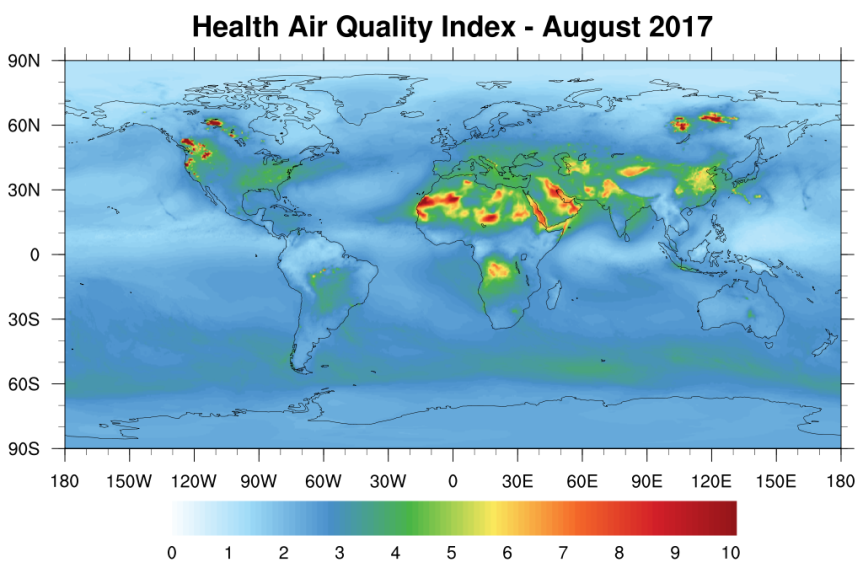 Health Air Quality Index - August 2017
90N
60N
30N
0
30S
60S
90S
180 150W 120W 90W 60W 30W 0 30E 60E 90E 120E 150E 180
0 1 2 3 4 5 6 7 8 9 10